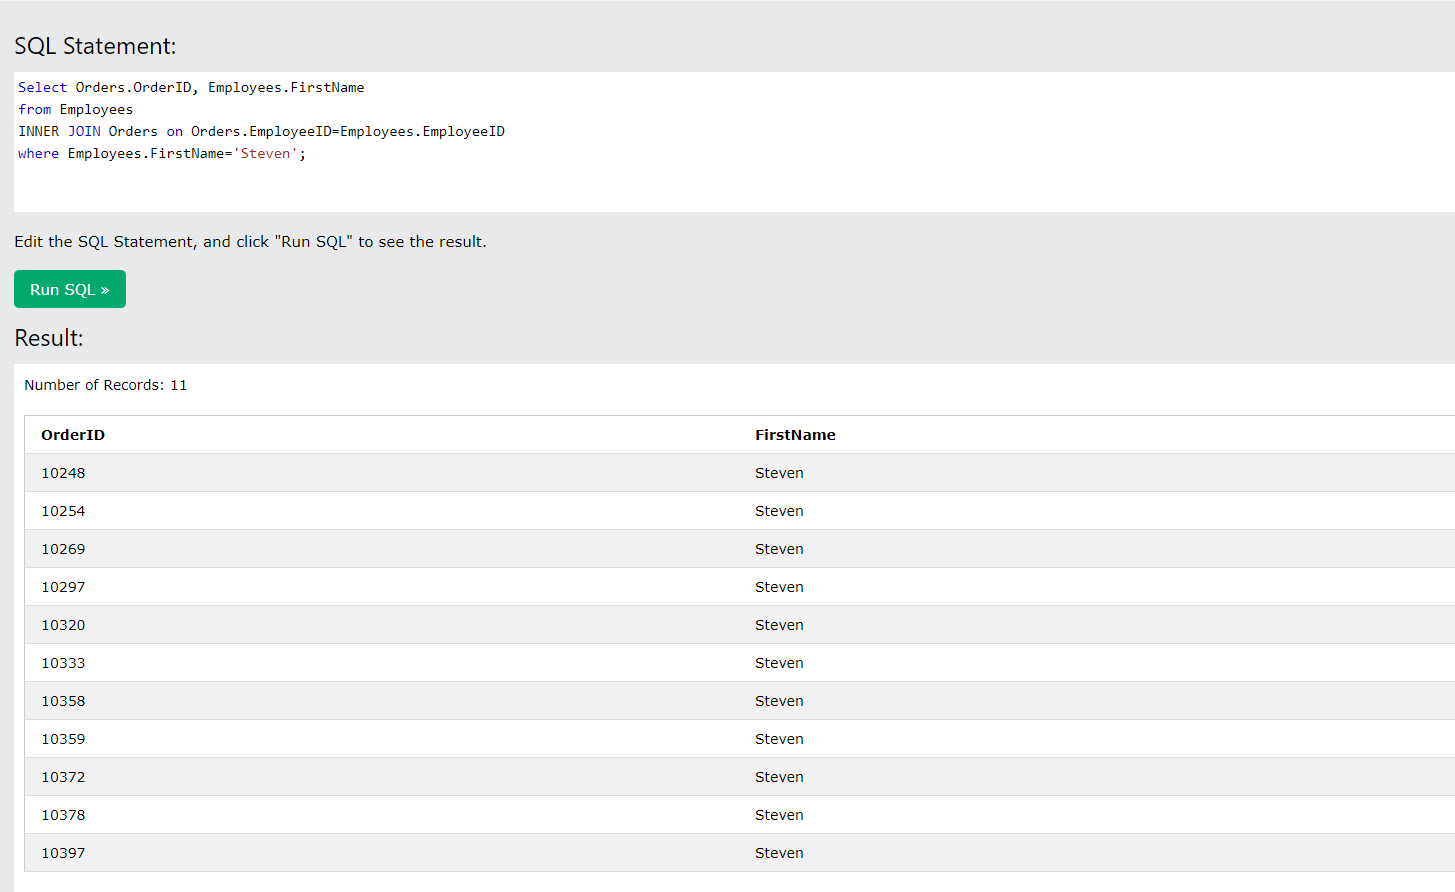 SQL Statement:
Select Orders.OrderID, Employees.FirstName
from Employees
INNER JOIN Orders on Orders.EmployeeID=Employees.EmployeeID
where Employees.FirstName='Steven';
Edit the SQL Statement, and click "Run SQL" to see the result.
Run SQL »
Result:
Number of Records: 11
OrderID FirstName
10248 Steven
10254 Steven
10269 Steven
10297 Steven
10320 Steven
10333 Steven
10358 Steven
10359 Steven
10372 Steven
10378 Steven
10397 Steven